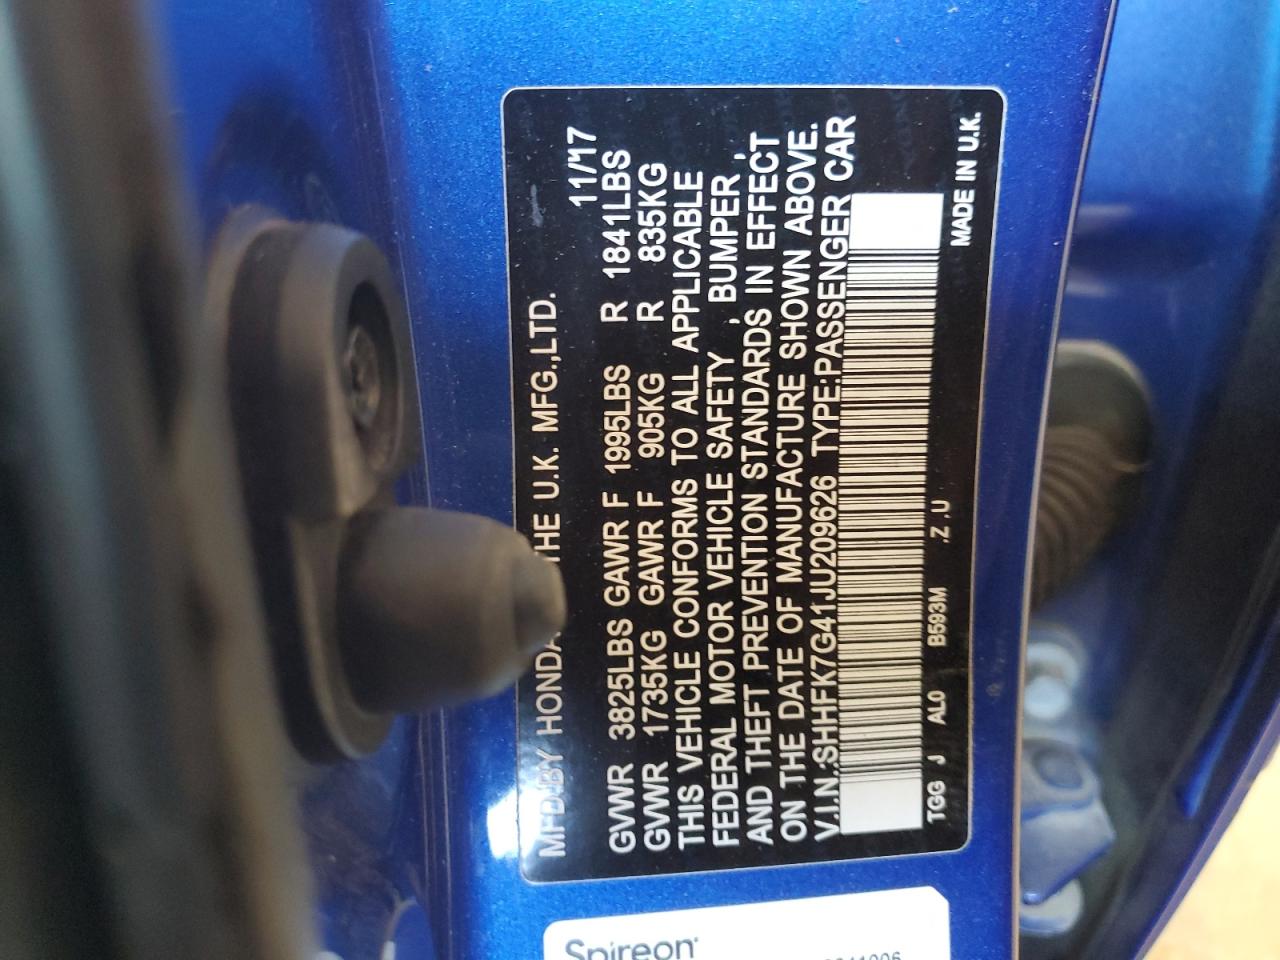 MFD.BY HONDA THE U.K. MFG.,LTD. 11/17
GVWR 3825LBS GAWR F 1995LBS R 1841LBS
GVWR 1735KG GAWR F 905KG R 835KG
THIS VEHICLE CONFORMS TO ALL APPLICABLE
FEDERAL MOTOR VEHICLE SAFETY , BUMPER ,
AND THEFT PREVENTION STANDARDS IN EFFECT
ON THE DATE OF MANUFACTURE SHOWN ABOVE.
V.I.N.:SHHFK7G41JU209626 TYPE:PASSENGER CAR
TGG J AL0 B593M .Z .U
MADE IN U.K.
Spireon